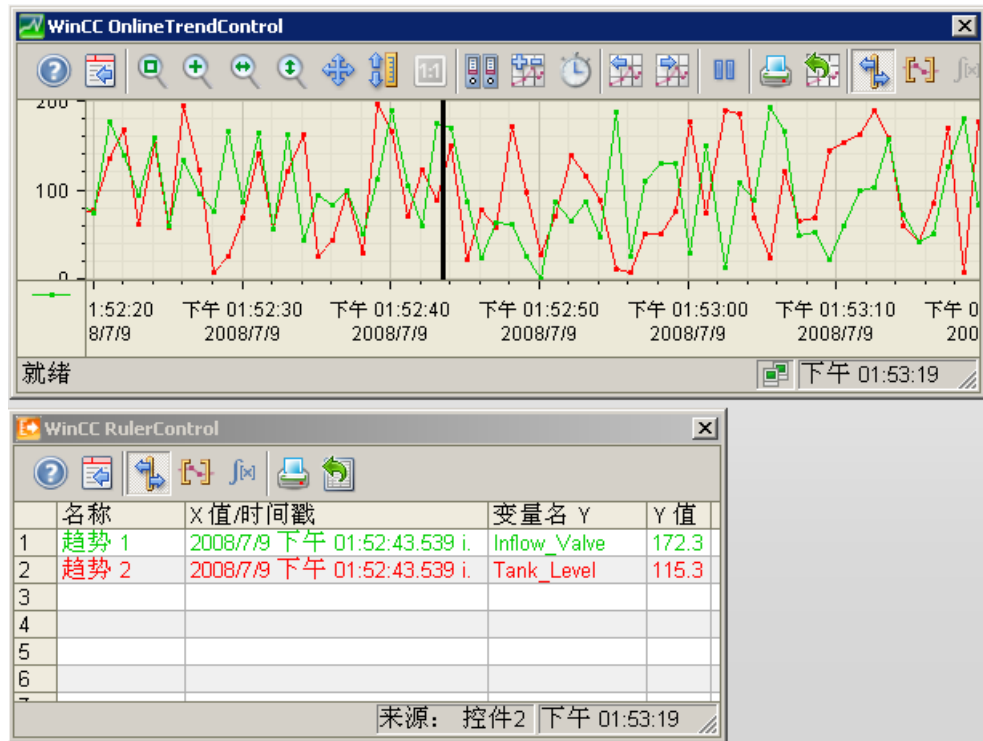 WinCC OnlineTrendControl
1:1
200
100
0
1:52:20 下午 01:52:30 下午 01:52:40 下午 01:52:50 下午 01:53:00 下午 01:53:10 下午 0
8/7/9 2008/7/9 2008/7/9 2008/7/9 2008/7/9 2008/7/9 200
就绪 下午 01:53:19
WinCC RulerControl
名称 X 值/时间戳 变量名 Y Y 值
1 趋势 1 2008/7/9 下午 01:52:43.539 i. Inflow_Valve 172.3
2 趋势 2 2008/7/9 下午 01:52:43.539 i. Tank_Level 115.3
3
4
5
6
来源： 控件2 下午 01:53:19